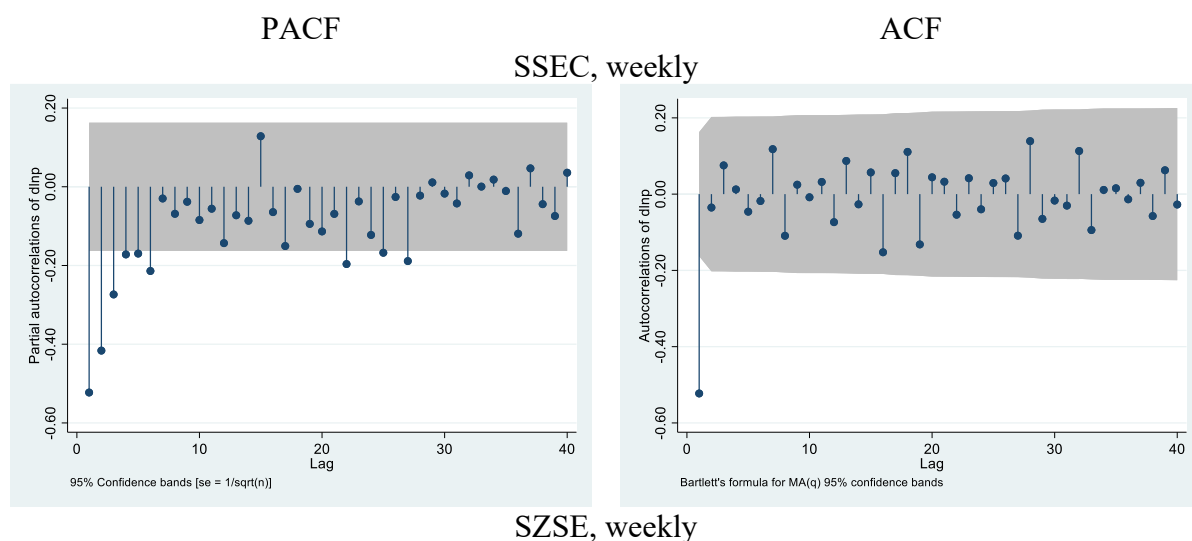 PACF
ACF
SSEC, weekly
Partial autocorrelations of dlnp
0.20
0.00
-0.20
-0.40
-0.60
0
10
20
30
40
Lag
95% Confidence bands [se = 1/sqrt(n)]
Autocorrelations of dlnp
0.20
0.00
-0.20
-0.40
-0.60
0
10
20
30
40
Lag
Bartlett's formula for MA(q) 95% confidence bands
SZSE, weekly